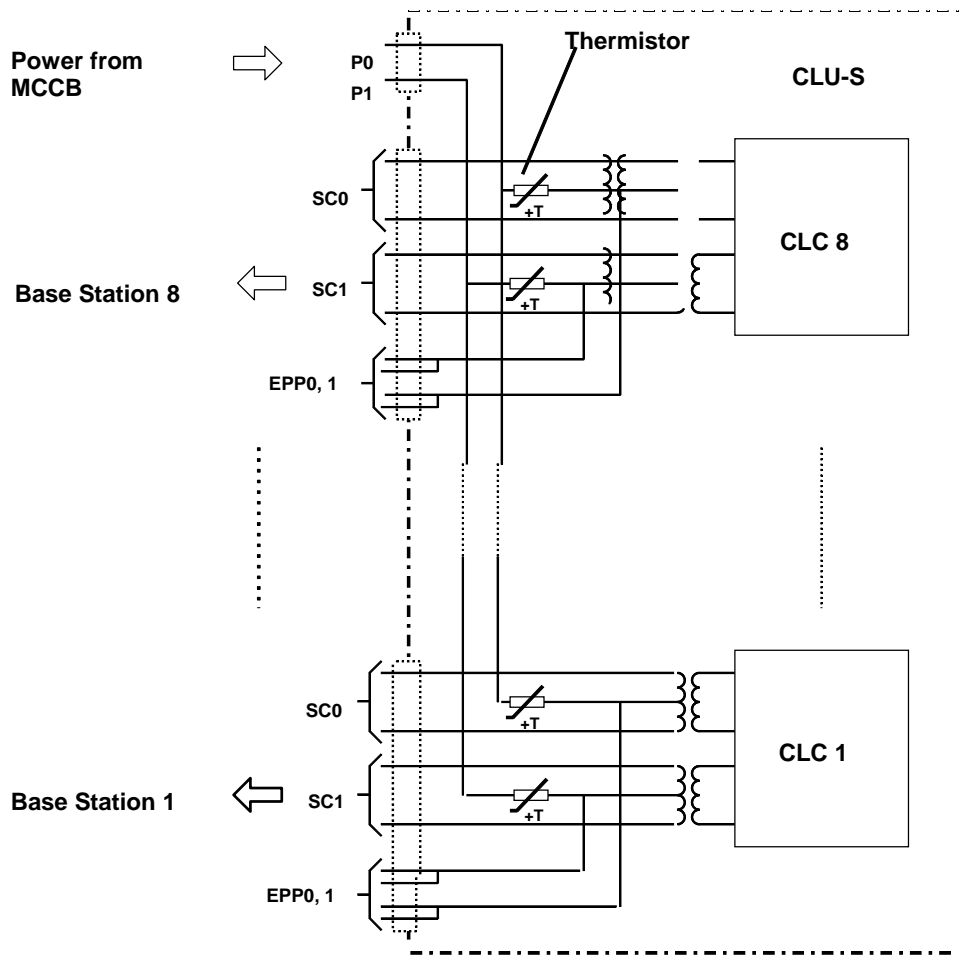 Thermistor
Power from
MCCB
P0
P1
CLU-S
SC0
+T
CLC 8
Base Station 8
SC1
+T
EPP0, 1
SC0
+T
CLC 1
Base Station 1
SC1
+T
EPP0, 1